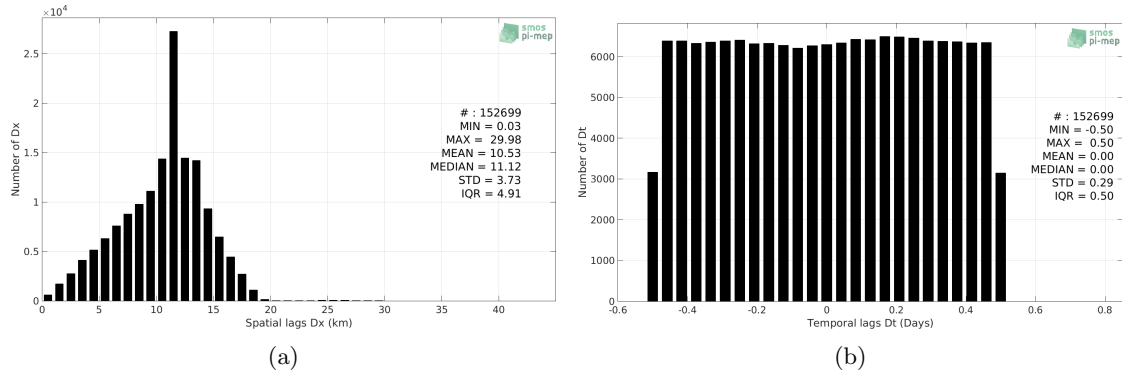 ×10⁴
smos
pi-mep
2.5
2
1.5
1
0.5
0
Number of Dx
# : 152699
MIN = 0.03
MAX = 29.98
MEAN = 10.53
MEDIAN = 11.12
STD = 3.73
IQR = 4.91
0 5 10 15 20 25 30 35 40
Spatial lags Dx (km)
(a)
smos
pi-mep
6000
5000
4000
3000
2000
1000
0
Number of Dt
# : 152699
MIN = -0.50
MAX = 0.50
MEAN = 0.00
MEDIAN = 0.00
STD = 0.29
IQR = 0.50
-0.6 -0.4 -0.2 0 0.2 0.4 0.6 0.8
Temporal lags Dt (Days)
(b)